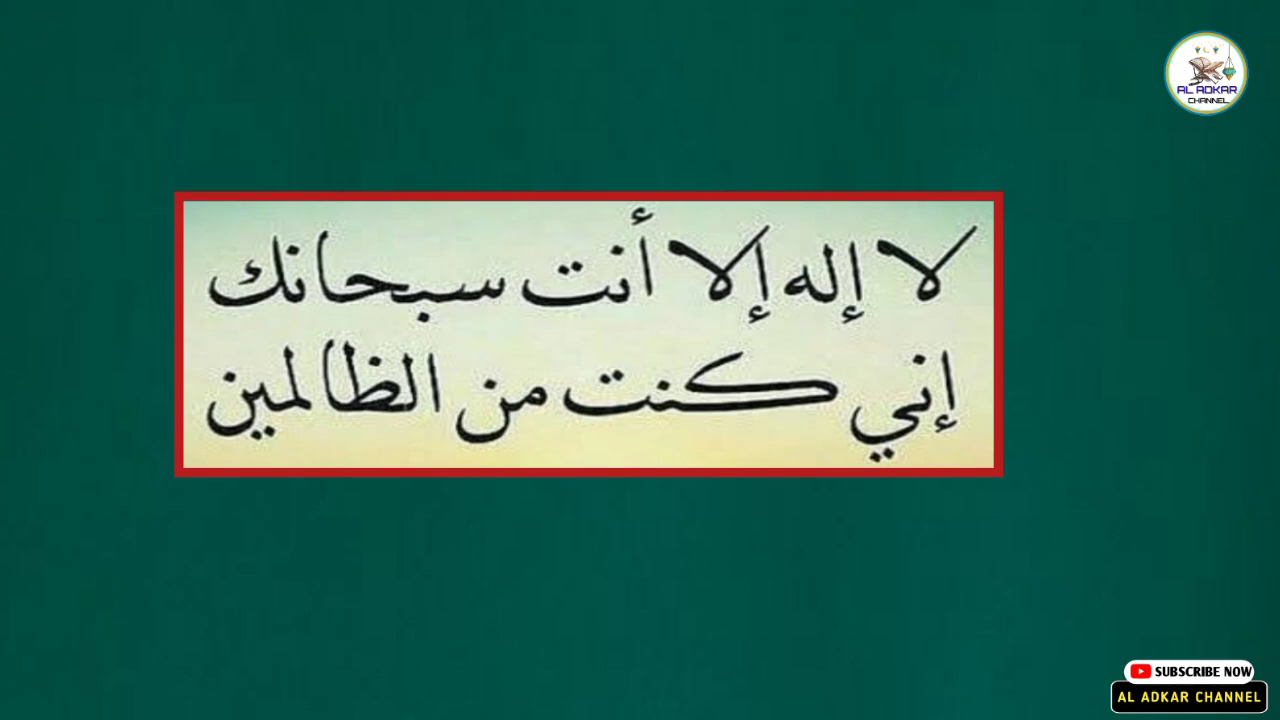 AL ADKAR
CHANNEL
لا إله إلا أنت سبحانك
إني كنت من الظالمين
SUBSCRIBE NOW
AL ADKAR CHANNEL